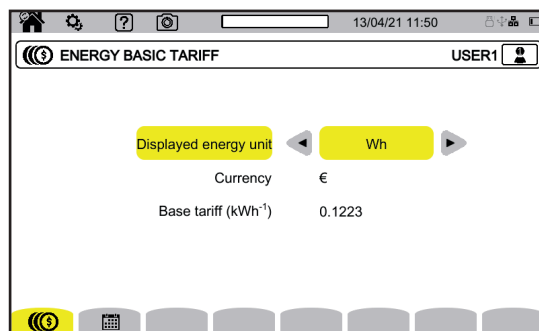 13/04/21 11:50
ENERGY BASIC TARIFF USER1
Displayed energy unit Wh
Currency €
Base tariff (kWh⁻¹) 0.1223